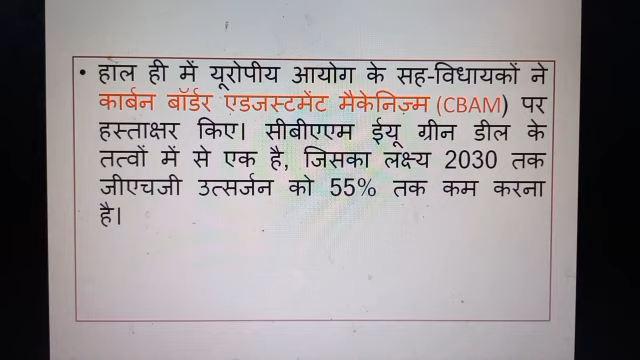 • हाल ही में यूरोपीय आयोग के सह-विधायकों ने
कार्बन बॉर्डर एडजस्टमेंट मैकेनिज़्म (CBAM) पर
हस्ताक्षर किए। सीबीएएम ईयू ग्रीन डील के
तत्वों में से एक है, जिसका लक्ष्य 2030 तक
जीएचजी उत्सर्जन को 55% तक कम करना
है।